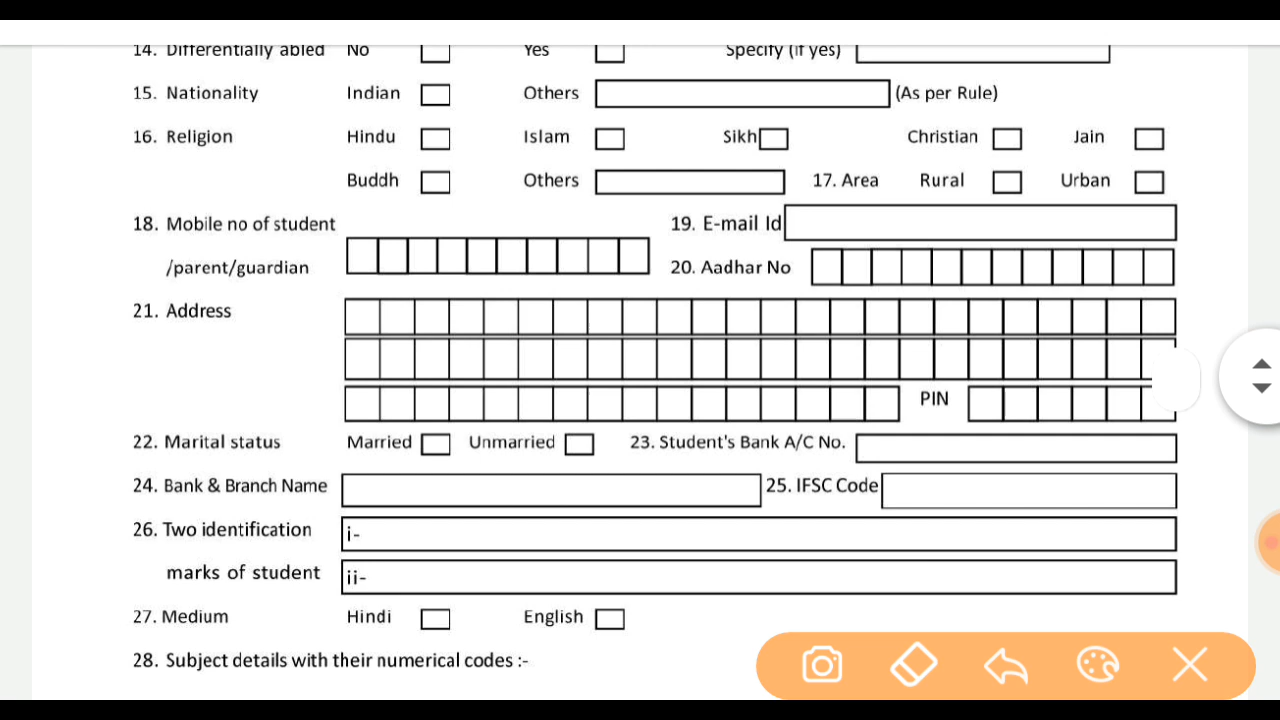 14. Differentially abled No Yes Specify (if yes)
15. Nationality Indian Others (As per Rule)
16. Religion Hindu Islam Sikh Christian Jain
Buddh Others 17. Area Rural Urban
18. Mobile no of student 19. E-mail Id
/parent/guardian 20. Aadhar No
21. Address
PIN
22. Marital status Married Unmarried 23. Student's Bank A/C No.
24. Bank & Branch Name 25. IFSC Code
26. Two identification i-
marks of student ii-
27. Medium Hindi English
28. Subject details with their numerical codes :-